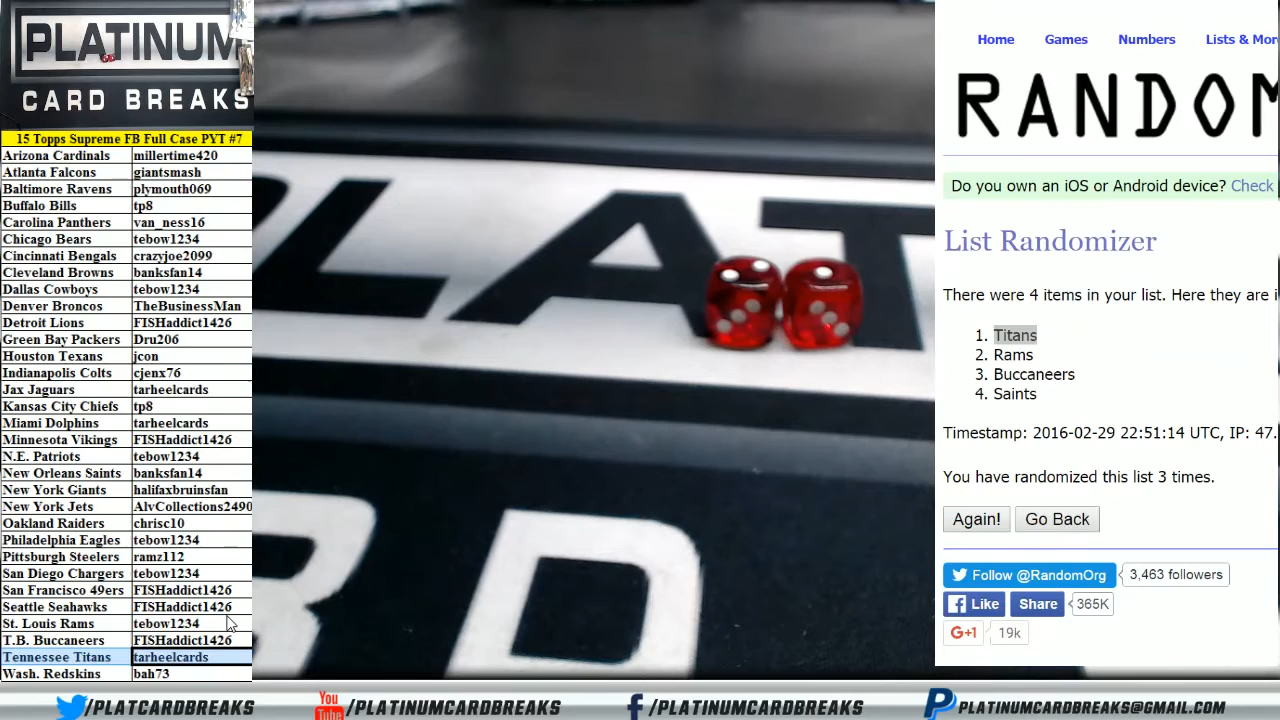 PLATINUM
CARD BREAKS
15 Topps Supreme FB Full Case PYT #7
Arizona Cardinals millertime420
Atlanta Falcons giantsmash
Baltimore Ravens plymouth069
Buffalo Bills tp8
Carolina Panthers van_ness16
Chicago Bears tebow1234
Cincinnati Bengals crazyjoe2099
Cleveland Browns banksfan14
Dallas Cowboys tebow1234
Denver Broncos TheBusinessMan
Detroit Lions FISHaddict1426
Green Bay Packers Dru206
Houston Texans jcon
Indianapolis Colts cjenx76
Jax Jaguars tarheelcards
Kansas City Chiefs tp8
Miami Dolphins tarheelcards
Minnesota Vikings FISHaddict1426
N.E. Patriots tebow1234
New Orleans Saints banksfan14
New York Giants halifaxbruinsfan
New York Jets AlvCollections2490
Oakland Raiders chrisc10
Philadelphia Eagles tebow1234
Pittsburgh Steelers ramz112
San Diego Chargers tebow1234
San Francisco 49ers FISHaddict1426
Seattle Seahawks FISHaddict1426
St. Louis Rams tebow1234
T.B. Buccaneers FISHaddict1426
Tennessee Titans tarheelcards
Wash. Redskins bah73
LAT
RD
Home Games Numbers Lists & Mor
RANDOM
Do you own an iOS or Android device? Check
List Randomizer
There were 4 items in your list. Here they are i
1. Titans
2. Rams
3. Buccaneers
4. Saints
Timestamp: 2016-02-29 22:51:14 UTC, IP: 47.
You have randomized this list 3 times.
Again! Go Back
Follow @RandomOrg 3,463 followers
Like Share 365K
G+1 19k
/PLATCARDBREAKS You Tube /PLATINUMCARDBREAKS /PLATINUMCARDBREAKS PLATINUMCARDBREAKS@GMAIL.COM